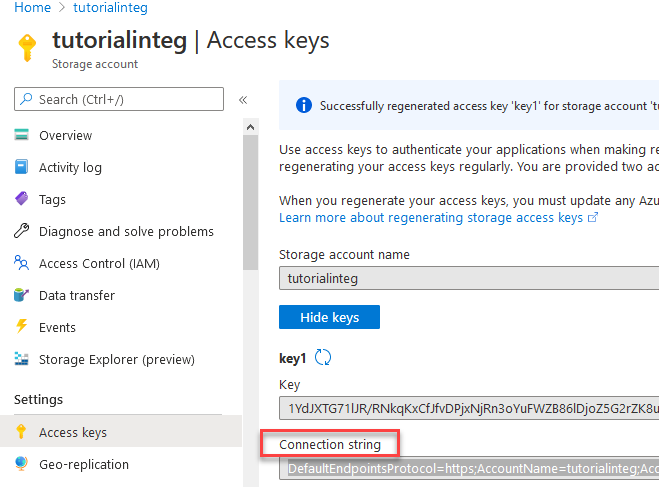 Home > tutorialinteg
tutorialinteg | Access keys
Storage account
Search (Ctrl+/)
«
Overview
Activity log
Tags
Diagnose and solve problems
Access Control (IAM)
Data transfer
Events
Storage Explorer (preview)
Settings
Access keys
Geo-replication
Successfully regenerated access key 'key1' for storage account 'tu
Use access keys to authenticate your applications when making re
regenerating your access keys regularly. You are provided two ac
When you regenerate your access keys, you must update any Azu
Learn more about regenerating storage access keys
Storage account name
tutorialinteg
Hide keys
key1
Key
1YdJXTG71lJR/RNkqKxCfJfvDPjxNjRn3oYuFWZB86lDjoZ5G2rZK8u
Connection string
DefaultEndpointsProtocol=https;AccountName=tutorialinteg;Acc